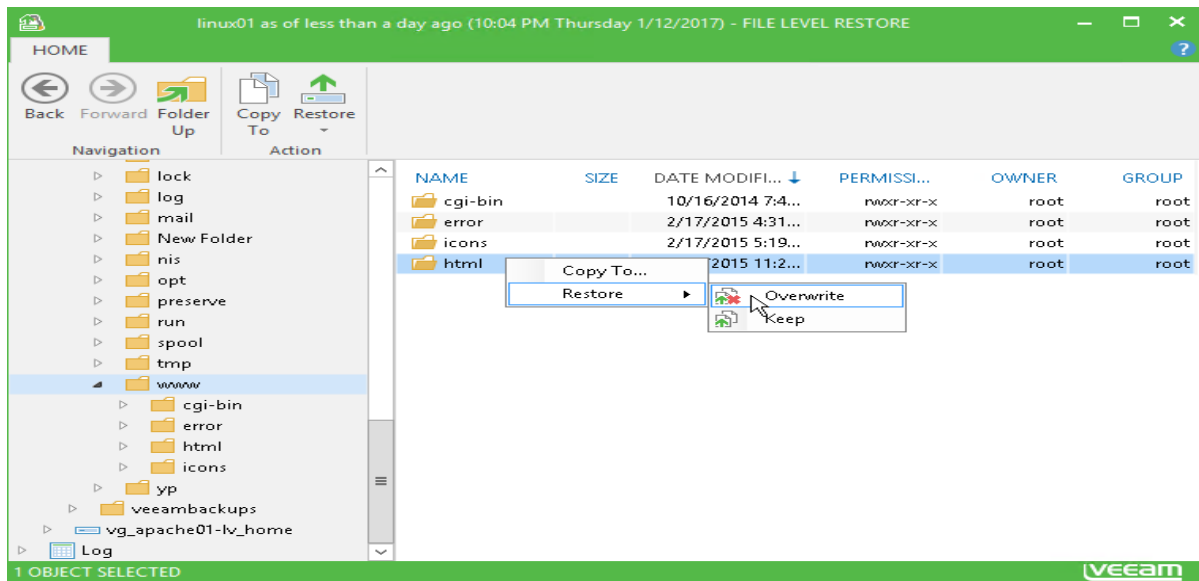 linux01 as of less than a day ago (10:04 PM Thursday 1/12/2017) - FILE LEVEL RESTORE
HOME
?
Back Forward Folder Up
Copy To Restore
Navigation Action
lock
log
mail
New Folder
nis
opt
preserve
run
spool
tmp
www
cgi-bin
error
html
icons
yp
veeambackups
vg_apache01-lv_home
Log
NAME SIZE DATE MODIFI... PERMISSI... OWNER GROUP
cgi-bin 10/16/2014 7:4... rwxr-xr-x root root
error 2/17/2015 4:31... rwxr-xr-x root root
icons 2/17/2015 5:19... rwxr-xr-x root root
html 2015 11:2... rwxr-xr-x root root
Copy To...
Restore
Overwrite
Keep
1 OBJECT SELECTED
veeam